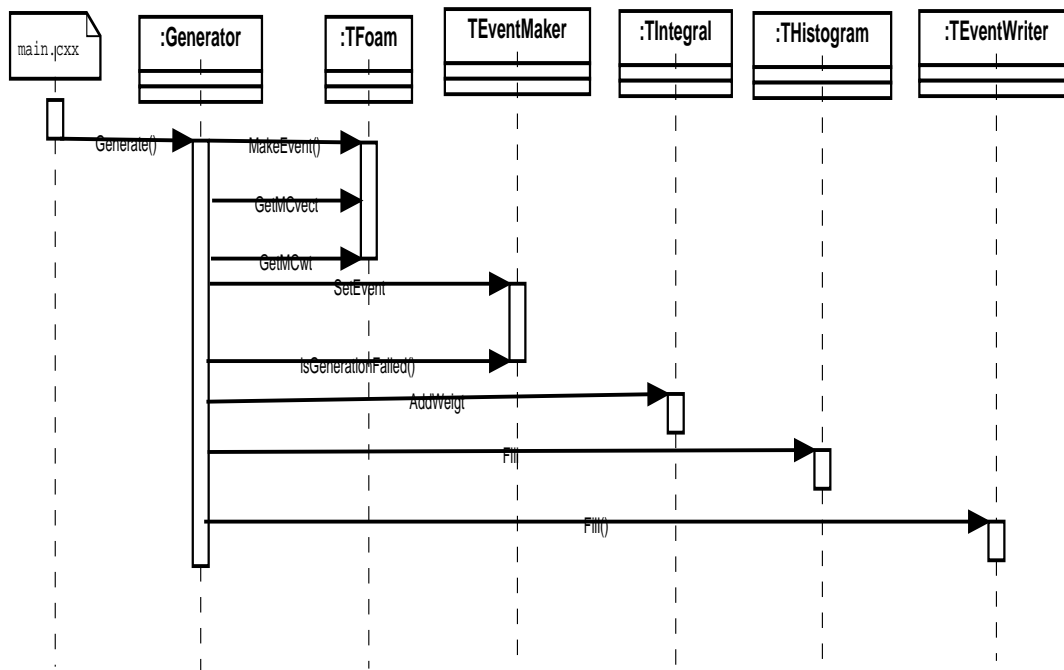 main.cxx
:Generator
:TFoam
TEventMaker
:TIntegral
:THistogram
:TEventWriter
Generate()
MakeEvent()
GetMCvect
GetMCwt
SetEvent
IsGenerationFailed()
AddWeigt
Fill
Fill()